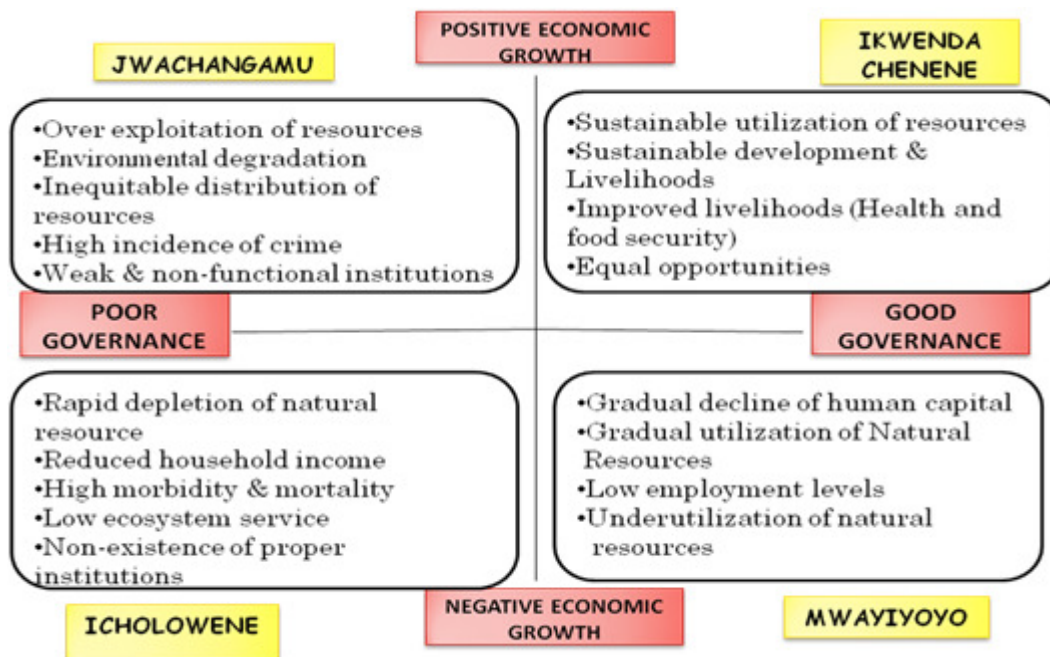 POSITIVE ECONOMIC
GROWTH
JWACHANGAMU
IKWENDA
CHENENE
•Over exploitation of resources
•Environmental degradation
•Inequitable distribution of
resources
•High incidence of crime
•Weak & non-functional institutions
•Sustainable utilization of resources
•Sustainable development &
Livelihoods
•Improved livelihoods (Health and
food security)
•Equal opportunities
POOR
GOVERNANCE
GOOD
GOVERNANCE
•Rapid depletion of natural
resource
•Reduced household income
•High morbidity & mortality
•Low ecosystem service
•Non-existence of proper
institutions
•Gradual decline of human capital
•Gradual utilization of Natural
Resources
•Low employment levels
•Underutilization of natural
resources
ICHOLOWENE
NEGATIVE ECONOMIC
GROWTH
MWAYIYOYO